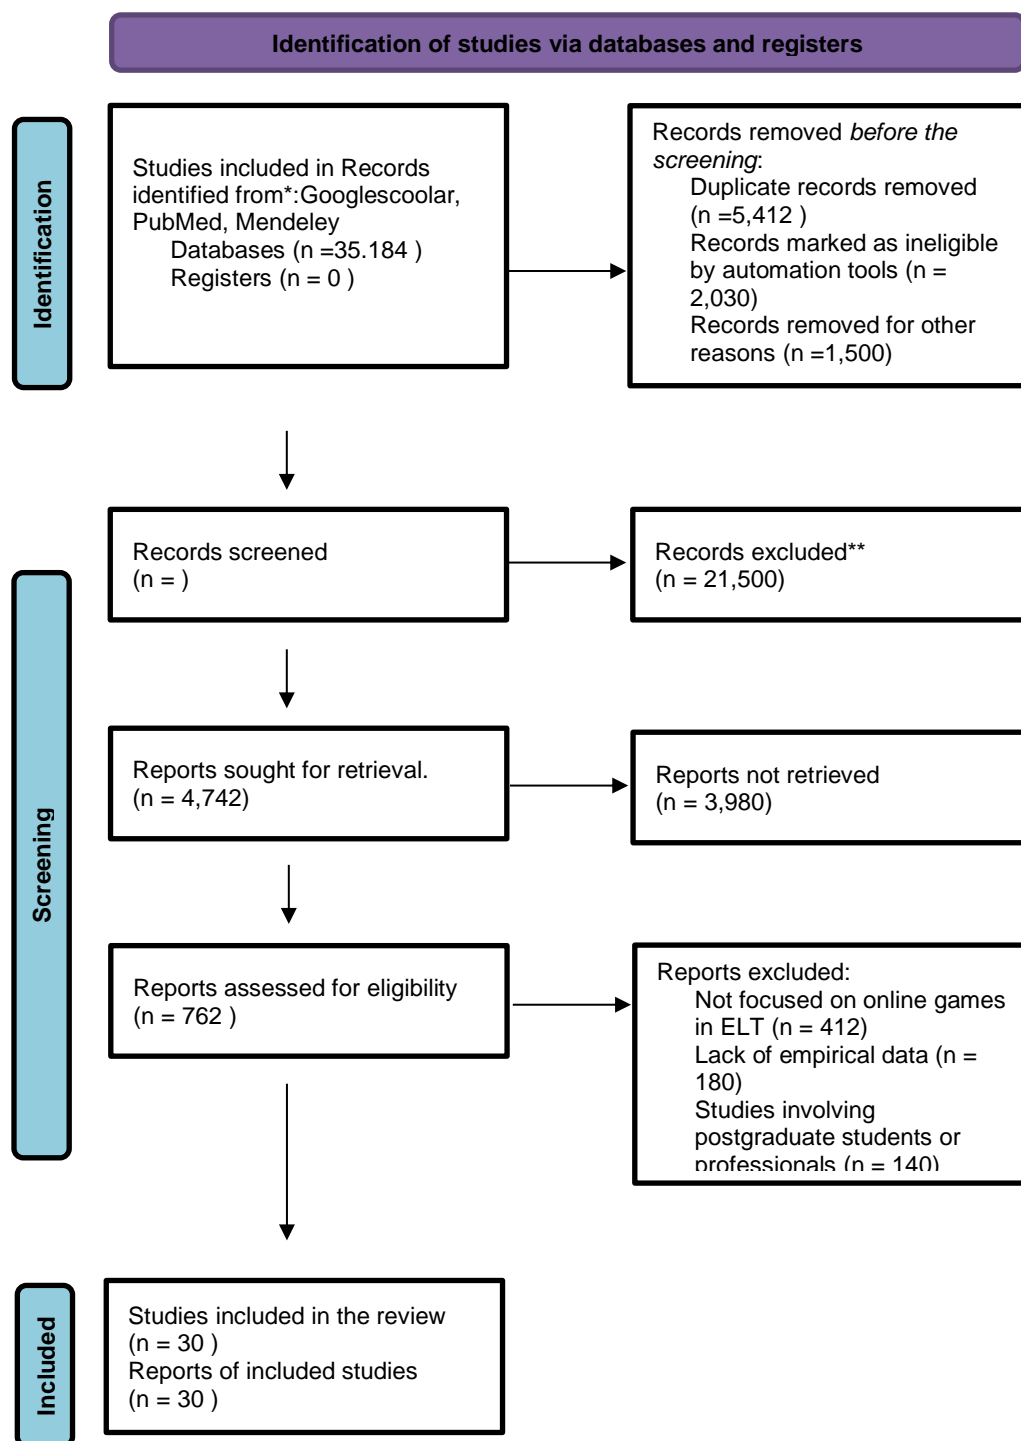 Identification of studies via databases and registers
Identification
Studies included in Records
identified from*:Googlescoolar,
PubMed, Mendeley
Databases (n =35.184 )
Registers (n = 0 )
Records removed before the
screening:
Duplicate records removed
(n =5,412 )
Records marked as ineligible
by automation tools (n =
2,030)
Records removed for other
reasons (n =1,500)
Screening
Records screened
(n = )
Records excluded**
(n = 21,500)
Reports sought for retrieval.
(n = 4,742)
Reports not retrieved
(n = 3,980)
Reports assessed for eligibility
(n = 762 )
Reports excluded:
Not focused on online games
in ELT (n = 412)
Lack of empirical data (n =
180)
Studies involving
postgraduate students or
professionals (n = 140)
Included
Studies included in the review
(n = 30 )
Reports of included studies
(n = 30 )